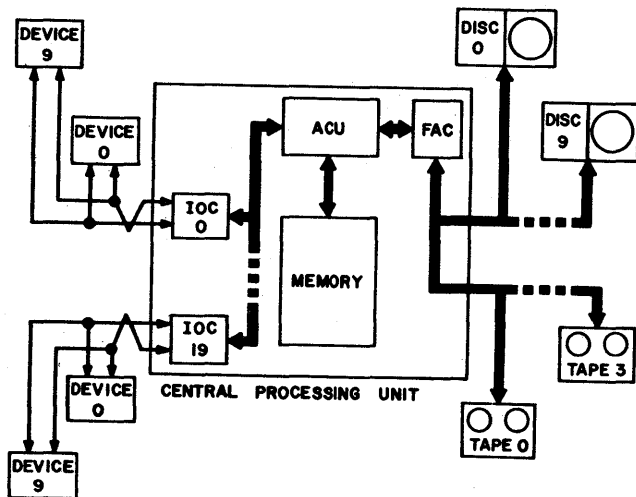 DEVICE
9
DISC
0
DEVICE
0
ACU
FAC
DISC
9
IOC
0
MEMORY
IOC
19
DEVICE
0
CENTRAL PROCESSING UNIT
TAPE 3
TAPE 0
DEVICE
9